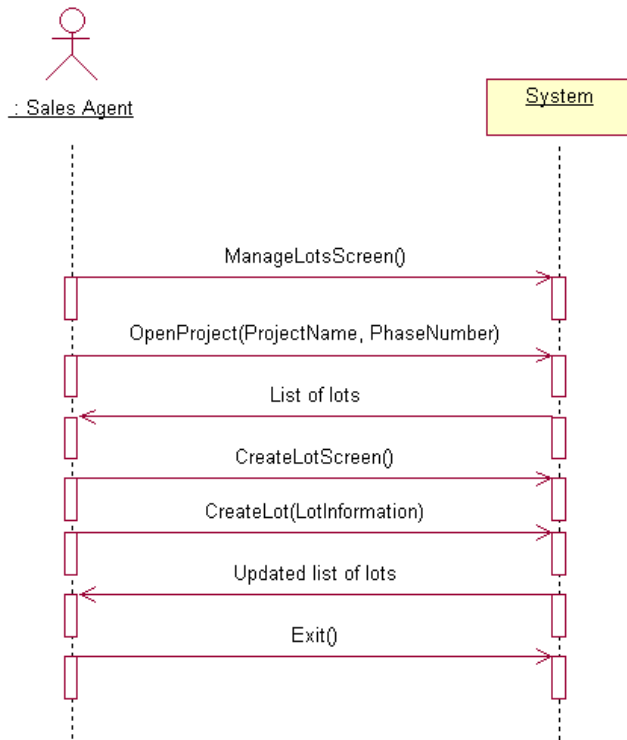 : Sales Agent
System
ManageLotsScreen()
OpenProject(ProjectName, PhaseNumber)
List of lots
CreateLotScreen()
CreateLot(LotInformation)
Updated list of lots
Exit()